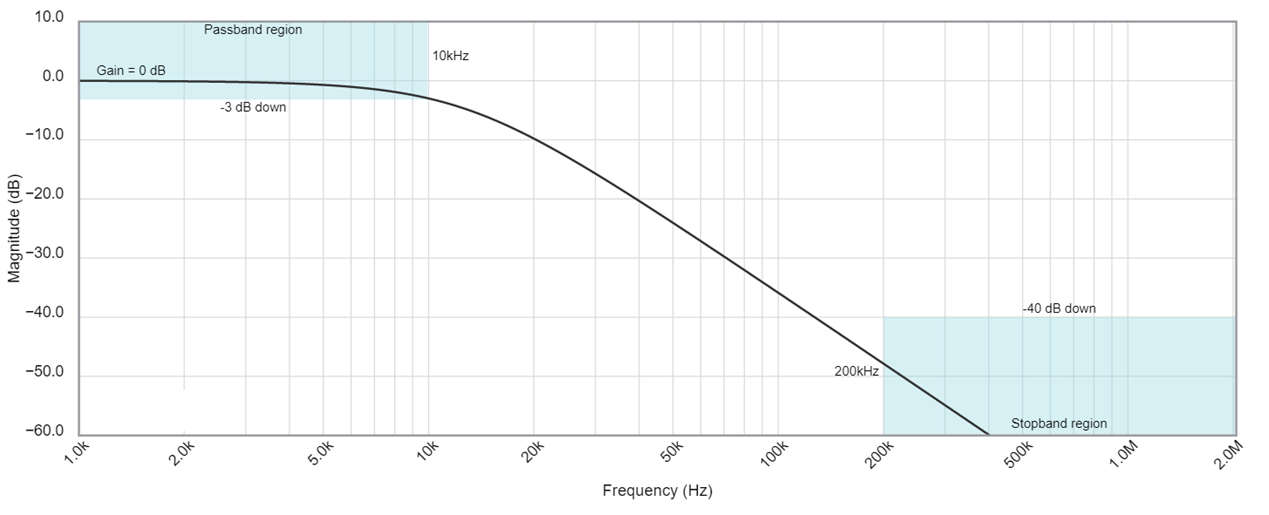 10.0
Passband region
10kHz
Gain = 0 dB
0.0
-3 dB down
−10.0
−20.0
Magnitude (dB)
−30.0
-40 dB down
−40.0
200kHz
−50.0
Stopband region
−60.0
1.0k
2.0k
5.0k
10k
20k
50k
100k
200k
500k
1.0M
2.0M
Frequency (Hz)